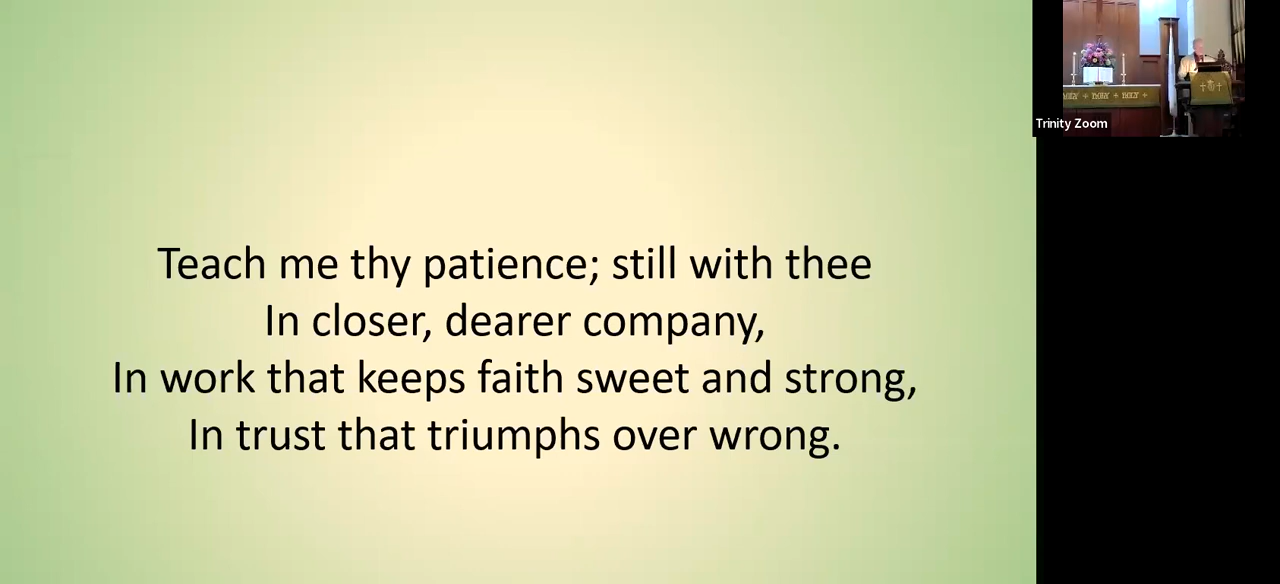 Teach me thy patience; still with thee
In closer, dearer company,
In work that keeps faith sweet and strong,
In trust that triumphs over wrong.
Trinity Zoom